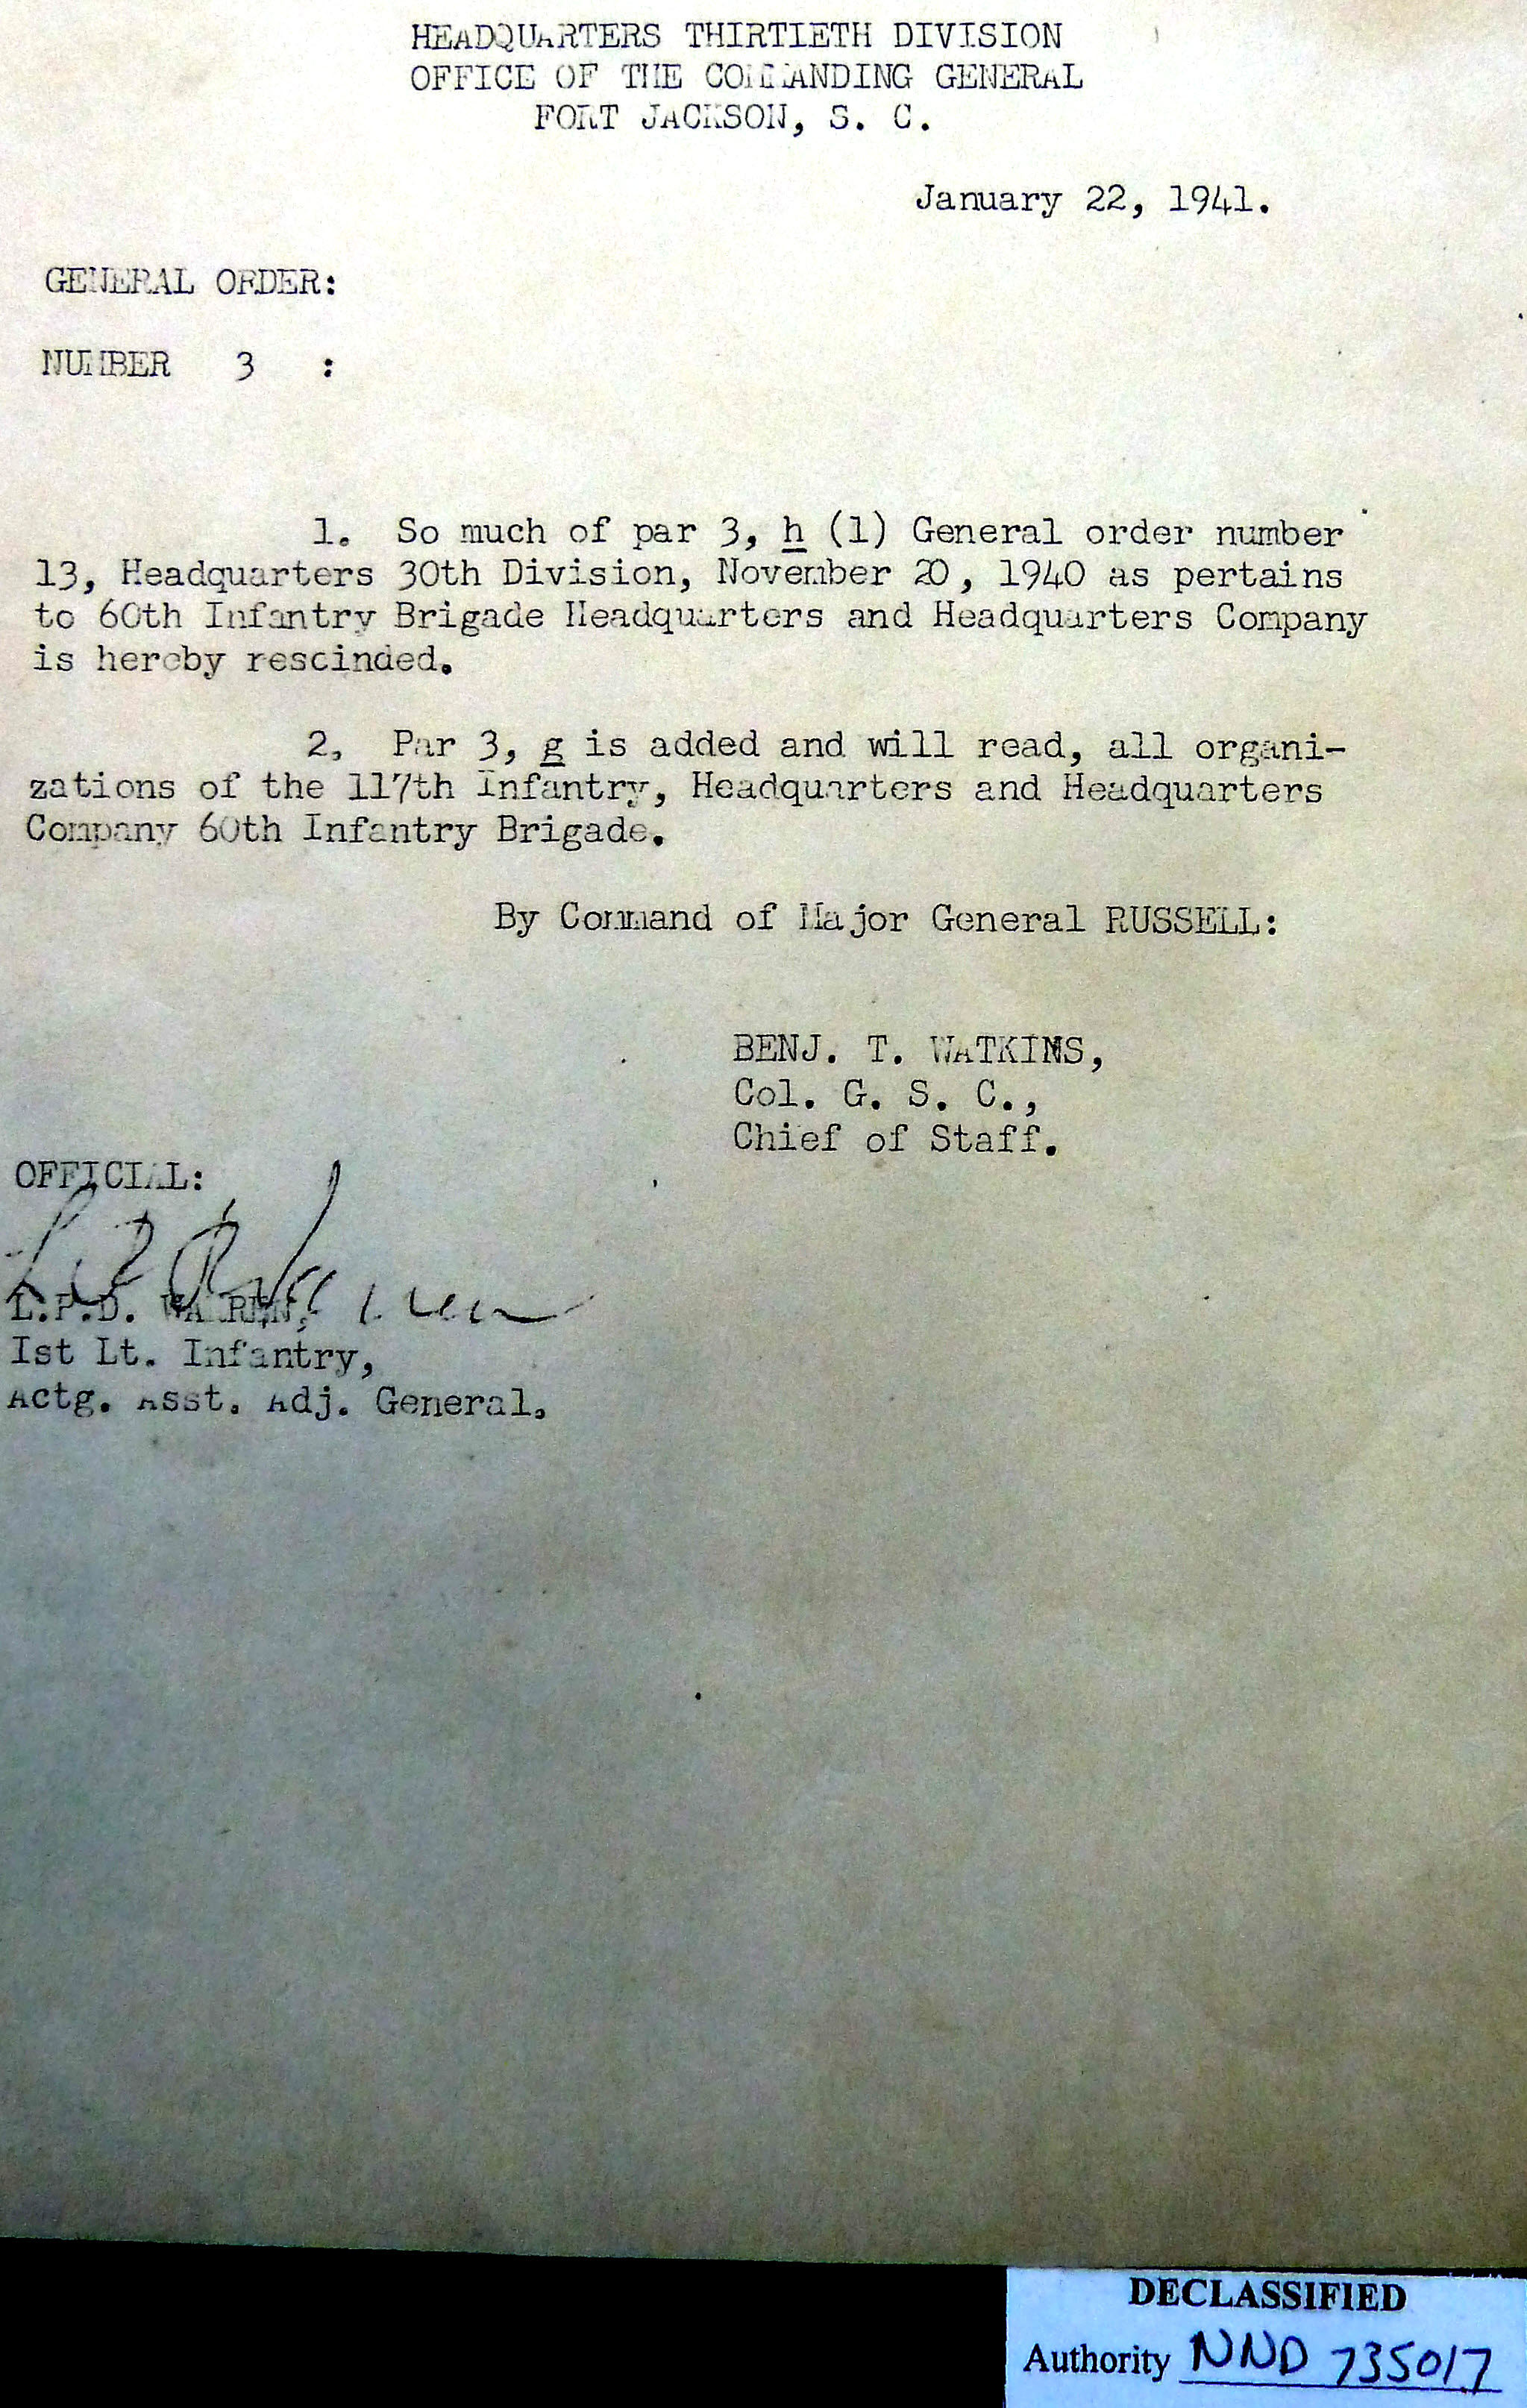 HEADQUARTERS THIRTIETH DIVISION
OFFICE OF THE COMMANDING GENERAL
FORT JACKSON, S. C.
January 22, 1941.
GENERAL ORDER:
NUMBER 3 :
1. So much of par 3, h (1) General order number
13, Headquarters 30th Division, November 20, 1940 as pertains
to 60th Infantry Brigade Headquarters and Headquarters Company
is hereby rescinded.
2, Par 3, g is added and will read, all organi-
zations of the 117th Infantry, Headquarters and Headquarters
Company 60th Infantry Brigade.
By Command of Major General RUSSELL:
BENJ. T. WATKINS,
Col. G. S. C.,
Chief of Staff.
OFFICIAL:
L.P.D. WARREN,
Ist Lt. Infantry,
Actg. Asst. Adj. General.
DECLASSIFIED
Authority NND 735017